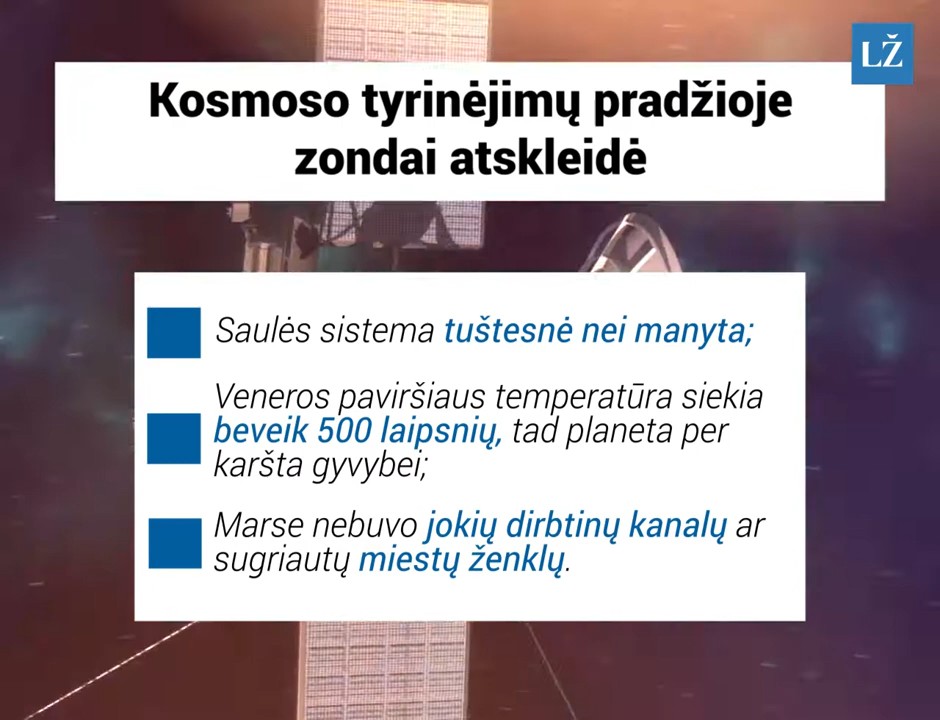 LŽ
Kosmoso tyrinėjimų pradžioje
zondai atskleidė
Saulės sistema tuštesnė nei manyta;
Veneros paviršiaus temperatūra siekia
beveik 500 laipsnių, tad planeta per
karšta gyvybei;
Marse nebuvo jokių dirbtinų kanalų ar
sugriautų miestų ženklų.